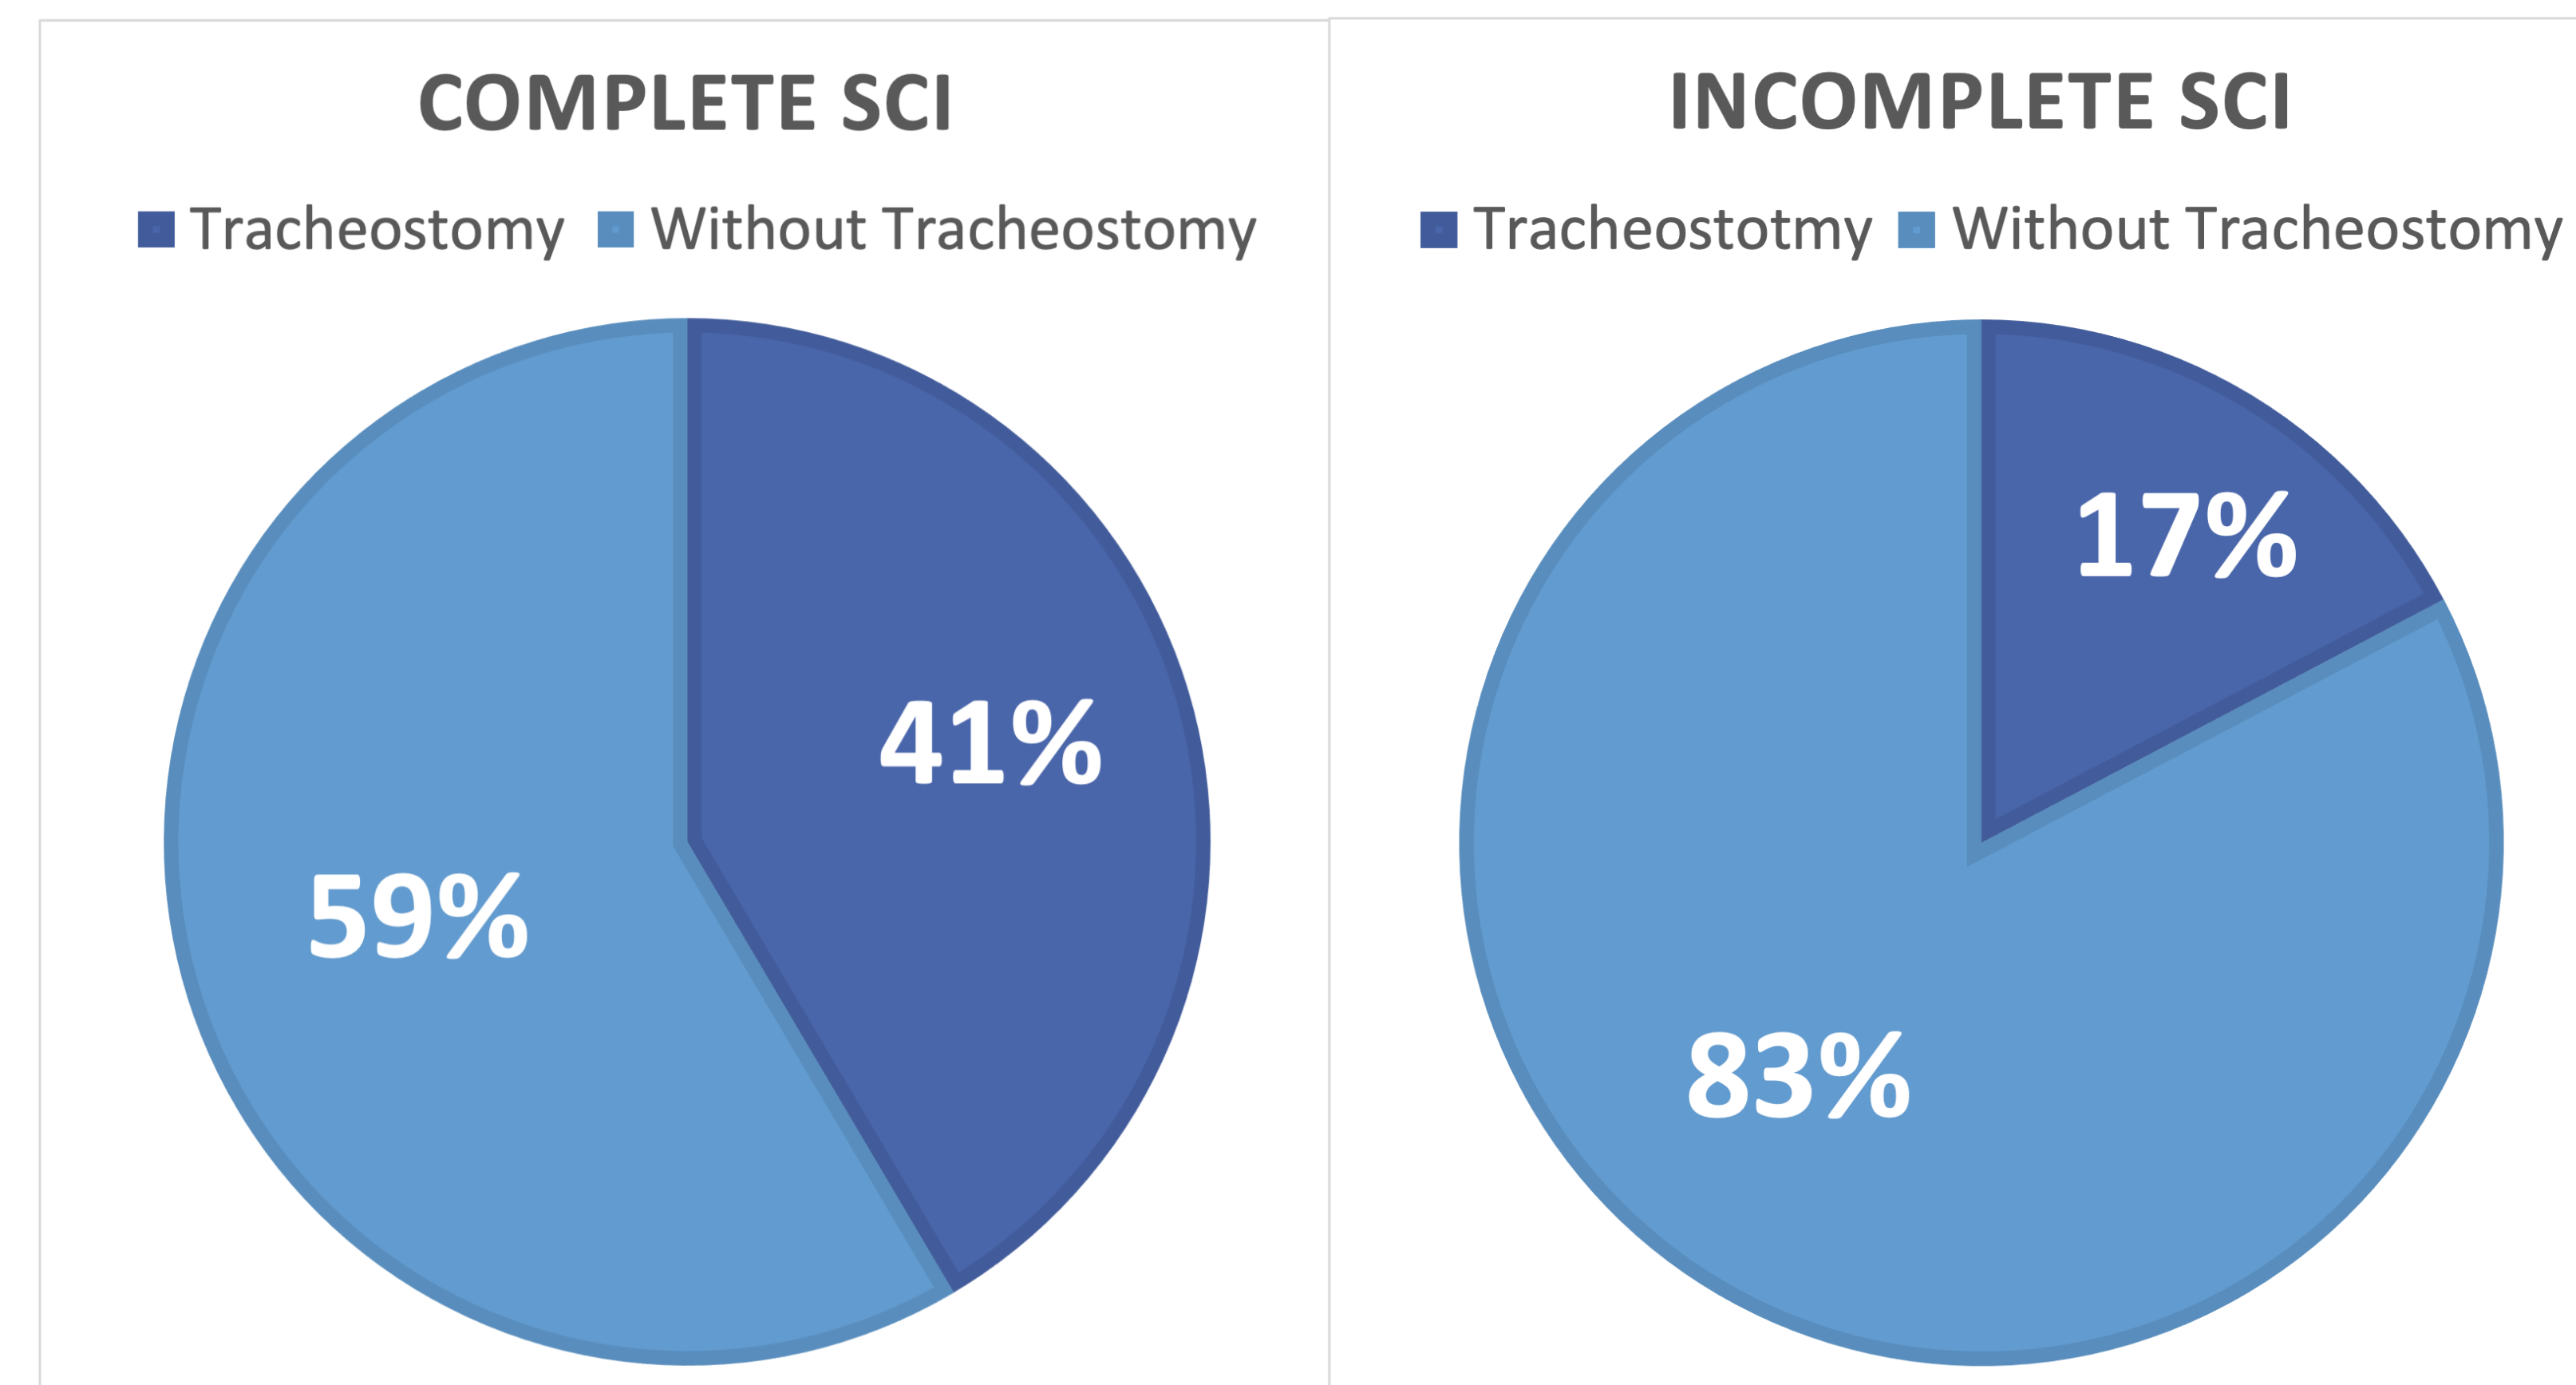 COMPLETE SCI
Tracheostomy Without Tracheostomy
41%
59%
INCOMPLETE SCI
Tracheostotmy Without Tracheostomy
17%
83%